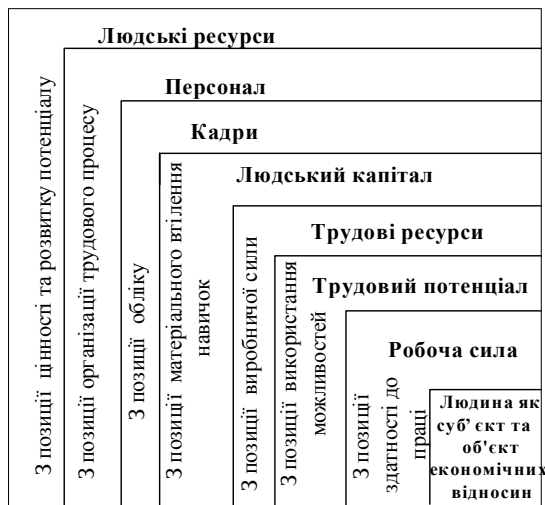 Людські ресурси
З позиції цінності та розвитку потенціалу
Персонал
З позиції організації трудового процесу
Кадри
З позиції обліку
Людський капітал
З позиції матеріального втілення
навичок
Трудові ресурси
З позиції виробничої сили
Трудовий потенціал
З позиції використання
можливостей
Робоча сила
З позиції
здатності до
праці
Людина як
суб’єкт та
об'єкт
економічних
відносин